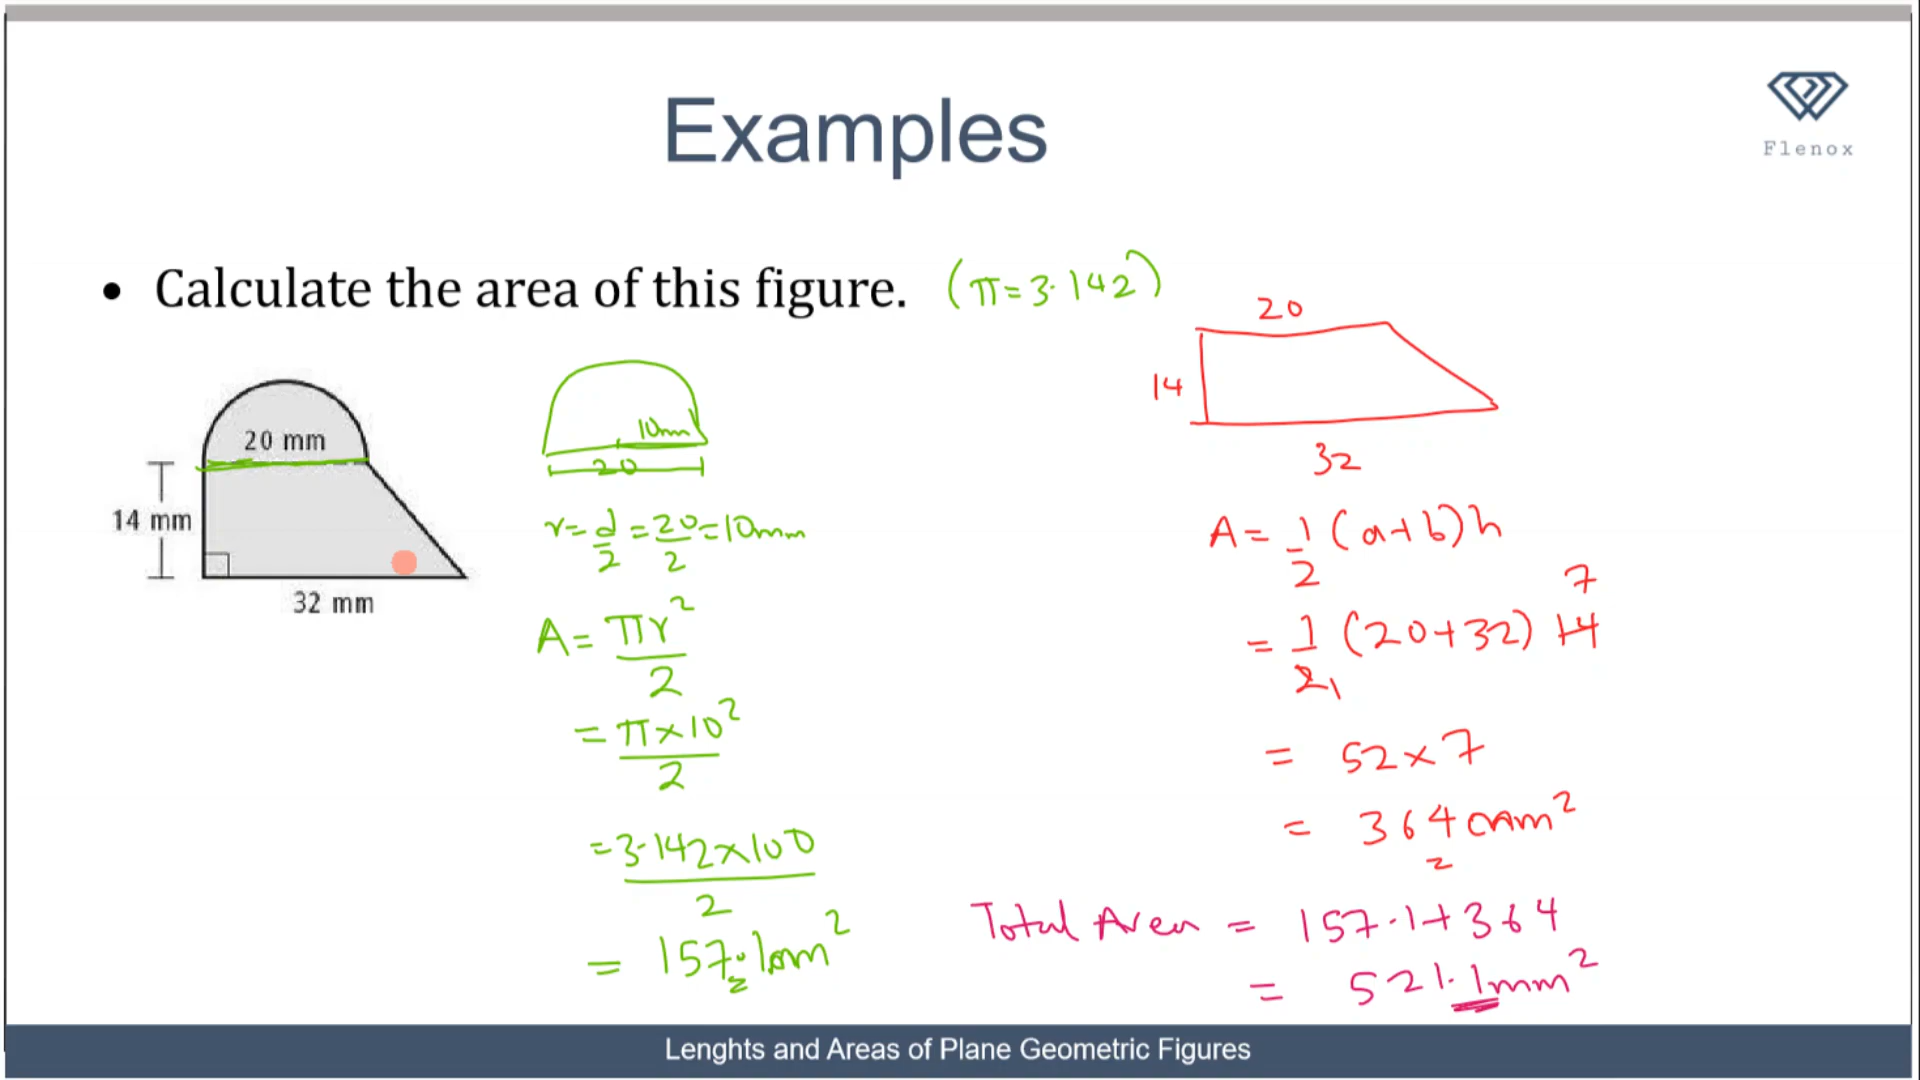 Examples
Flenox
• Calculate the area of this figure. (π=3.142)
20 mm
14 mm
32 mm
10mm
20
r=d/2=20/2=10mm
A=πr²/2
=π×10²/2
=3.142×100/2
=157.1mm²
20
14
32
A=1/2(a+b)h
7
=1/2(20+32)14
1
= 52×7
= 364mm²
Total Area = 157.1+364
= 521.1mm²
Lenghts and Areas of Plane Geometric Figures